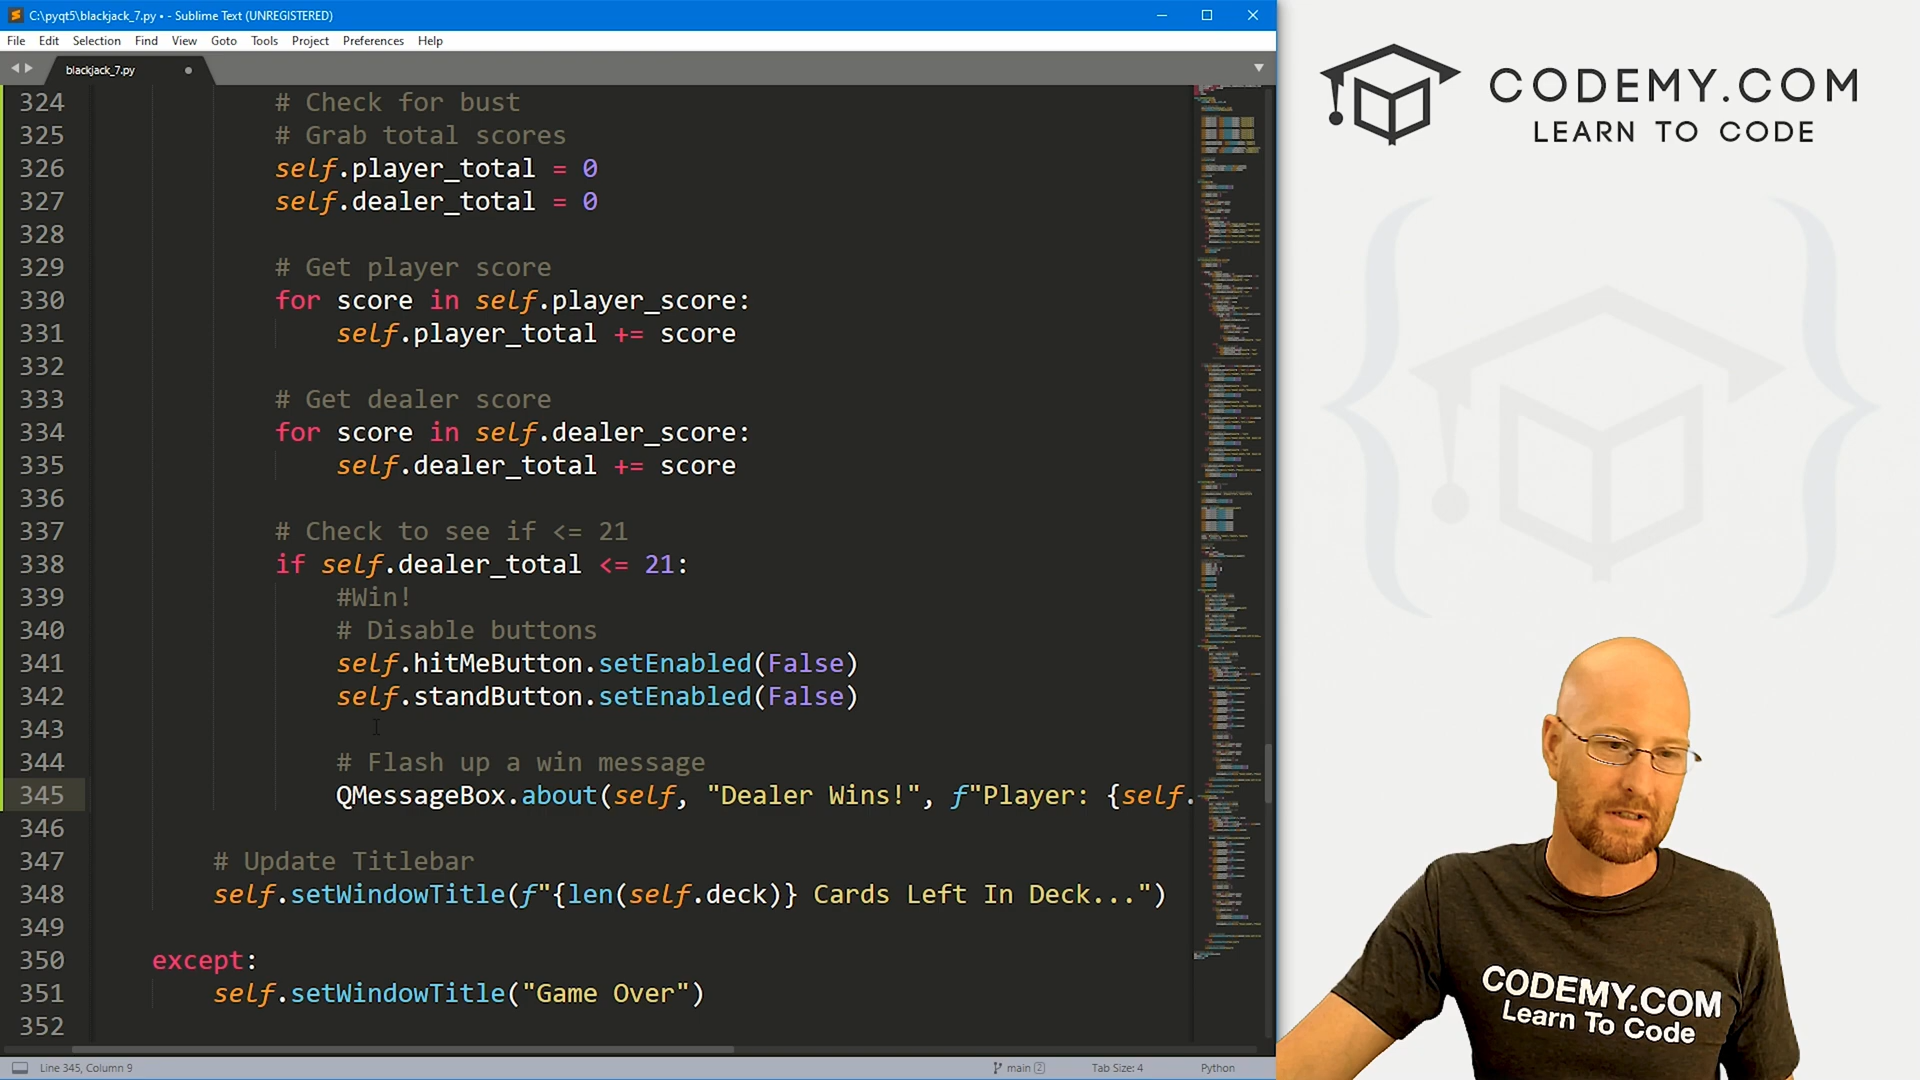 C:\pyqt5\blackjack_7.py • - Sublime Text (UNREGISTERED)
File Edit Selection Find View Goto Tools Project Preferences Help
blackjack_7.py
324 # Check for bust
325 # Grab total scores
326 self.player_total = 0
327 self.dealer_total = 0
328
329 # Get player score
330 for score in self.player_score:
331 self.player_total += score
332
333 # Get dealer score
334 for score in self.dealer_score:
335 self.dealer_total += score
336
337 # Check to see if <= 21
338 if self.dealer_total <= 21:
339 #Win!
340 # Disable buttons
341 self.hitMeButton.setEnabled(False)
342 self.standButton.setEnabled(False)
343
344 # Flash up a win message
345 QMessageBox.about(self, "Dealer Wins!", f"Player: {self.
346
347 # Update Titlebar
348 self.setWindowTitle(f"{len(self.deck)} Cards Left In Deck...")
349
350 except:
351 self.setWindowTitle("Game Over")
352
Line 345, Column 9
main 2
Tab Size: 4
Python
CODEMY.COM
LEARN TO CODE
CODEMY.COM
Learn To Code